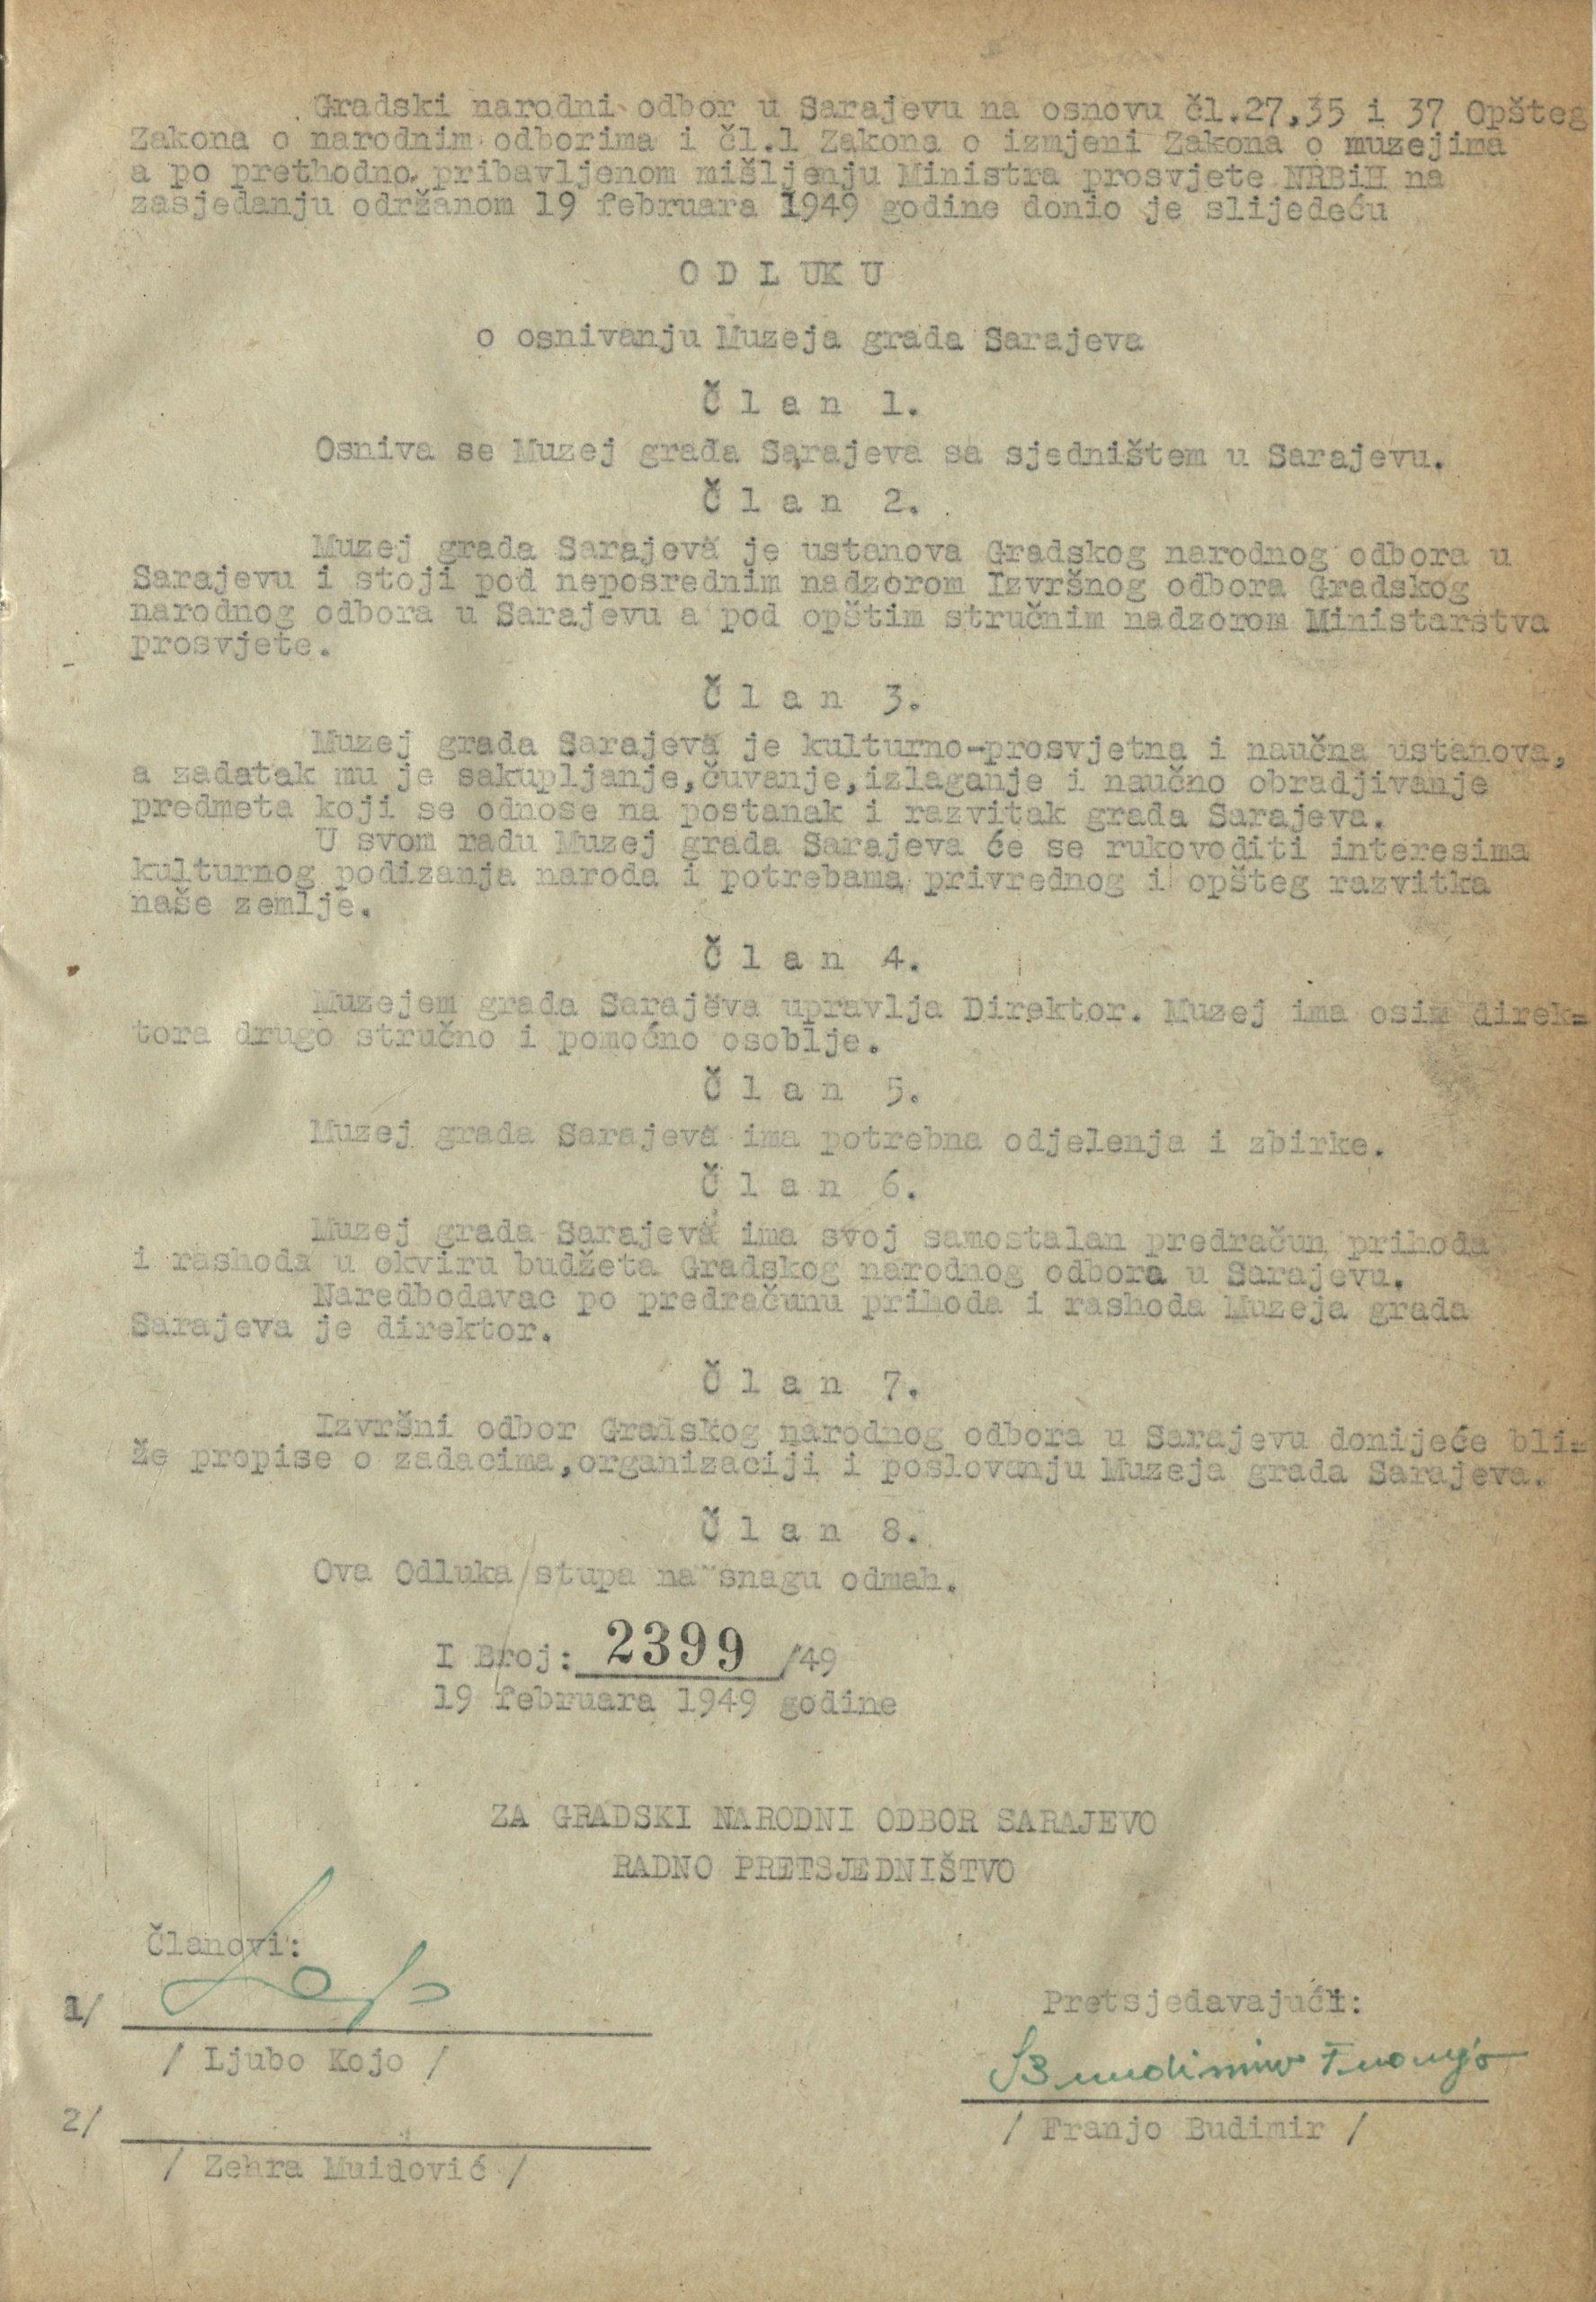 Gradski narodni odbor u Sarajevu na osnovu čl.27,35 i 37 Opšteg
Zakona o narodnim odborima i čl.1 Zakona o izmjeni Zakona o muzejima
a po prethodno pribavljenom mišljenju Ministra prosvjete NRBiH na
zasjedanju održanom 19 februara 1949 godine donio je slijedeću
O D L UK U
o osnivanju Muzeja grada Sarajeva
Č l a n 1.
Osniva se Muzej grada Sarajeva sa sjedništem u Sarajevu.
Č l a n 2.
Muzej grada Sarajeva je ustanova Gradskog narodnog odbora u
Sarajevu i stoji pod neposrednim nadzorom Izvršnog odbora Gradskog
narodnog odbora u Sarajevu a pod opštim stručnim nadzorom Ministarstva
prosvjete.
Č l a n 3.
Muzej grada Sarajeva je kulturno-prosvjetna i naučna ustanova,
a zadatak mu je sakupljanje,čuvanje,izlaganje i naučno obradjivanje
predmeta koji se odnose na postanak i razvitak grada Sarajeva.
U svom radu Muzej grada Sarajeva će se rukovoditi interesima
kulturnog podizanja naroda i potrebama privrednog i opšteg razvitka
naše zemlje.
Č l a n 4.
Muzejem grada Sarajeva upravlja Direktor. Muzej ima osim direk=
tora drugo stručno i pomoćno osoblje.
Č l a n 5.
Muzej grada Sarajeva ima potrebna odjelenja i zbirke.
Č l a n 6.
Muzej grada Sarajeva ima svoj samostalan predračun prihoda
i rashoda u okviru budžeta Gradskog narodnog odbora u Sarajevu.
Naredbodavac po predračunu prihoda i rashoda Muzeja grada
Sarajeva je direktor.
Č l a n 7.
Izvršni odbor Gradskog narodnog odbora u Sarajevu donijeće bli=
že propise o zadacima,organizaciji i poslovanju Muzeja grada Sarajeva.
Č l a n 8.
Ova Odluka stupa na snagu odmah.
I Broj: 2399 /49
19 februara 1949 godine
ZA GRADSKI NARODNI ODBOR SARAJEVO
RADNO PRETSJEDNIŠTVO
Članovi:
1/
/ Ljubo Kojo /
Pretsjedavajući:
Budimir Franjo
/ Franjo Budimir /
2/
/ Zehra Muidović /